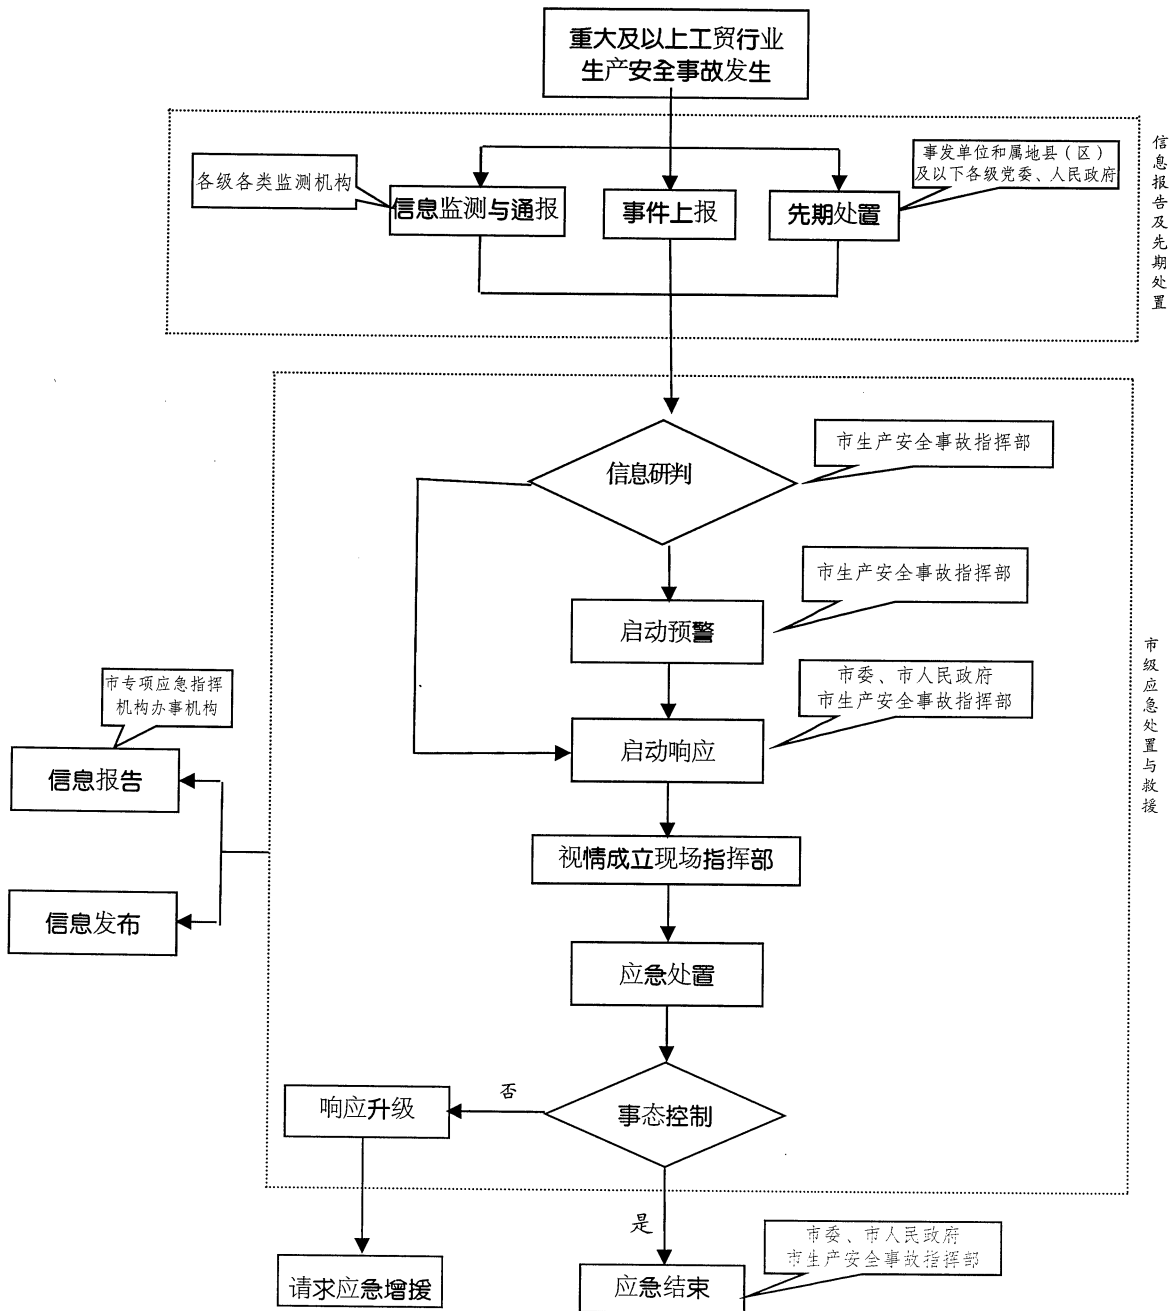 重大及以上工贸行业
生产安全事故发生
信息报告及先期处置
各级各类监测机构
信息监测与通报
事件上报
先期处置
事发单位和属地县（区）
及以下各级党委、人民政府
市级应急处置与救援
信息研判
市生产安全事故指挥部
启动预警
市生产安全事故指挥部
启动响应
市委、市人民政府
市生产安全事故指挥部
市专项应急指挥
机构办事机构
信息报告
信息发布
视情成立现场指挥部
应急处置
事态控制
否
响应升级
是
请求应急增援
应急结束
市委、市人民政府
市生产安全事故指挥部